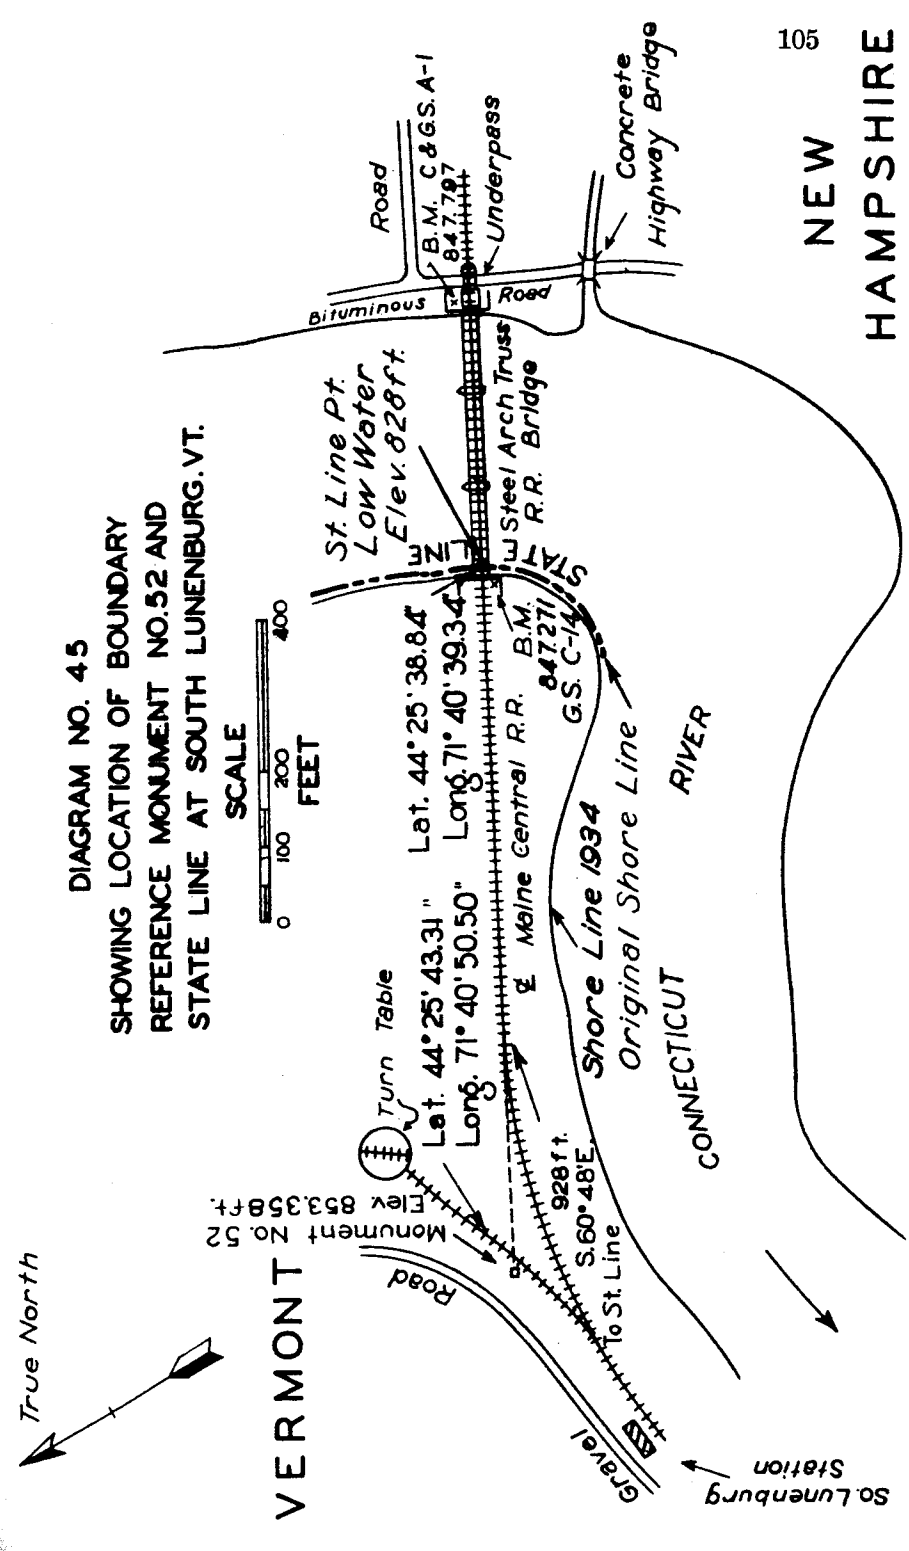 105
DIAGRAM NO. 45
SHOWING LOCATION OF BOUNDARY
REFERENCE MONUMENT NO. 52 AND
STATE LINE AT SOUTH LUNENBURG. VT.
SCALE
0 100 200 400
FEET
True North
VERMONT
NEW
HAMPSHIRE
Turn Table
Monument No. 52
Elev. 853.358 ft.
Lat. 44° 25' 43.31"
Long. 71° 40' 50.50"
Lat. 44° 25' 38.84"
Long. 71° 40' 39.34"
St. Line Pt.
Low Water
Elev. 828 ft.
STATE LINE
Bituminous Road
Road
B.M. C & G.S. A-1
847.797
Underpass
Steel Arch Truss
R.R. Bridge
Concrete
Highway Bridge
B.M.
847.271
G.S. C-14
℄ Maine Central R.R.
928 ft.
S. 60° 48' E.
To St. Line
Shore Line 1934
Original Shore Line
CONNECTICUT RIVER
Gravel Road
So. Lunenburg
Station